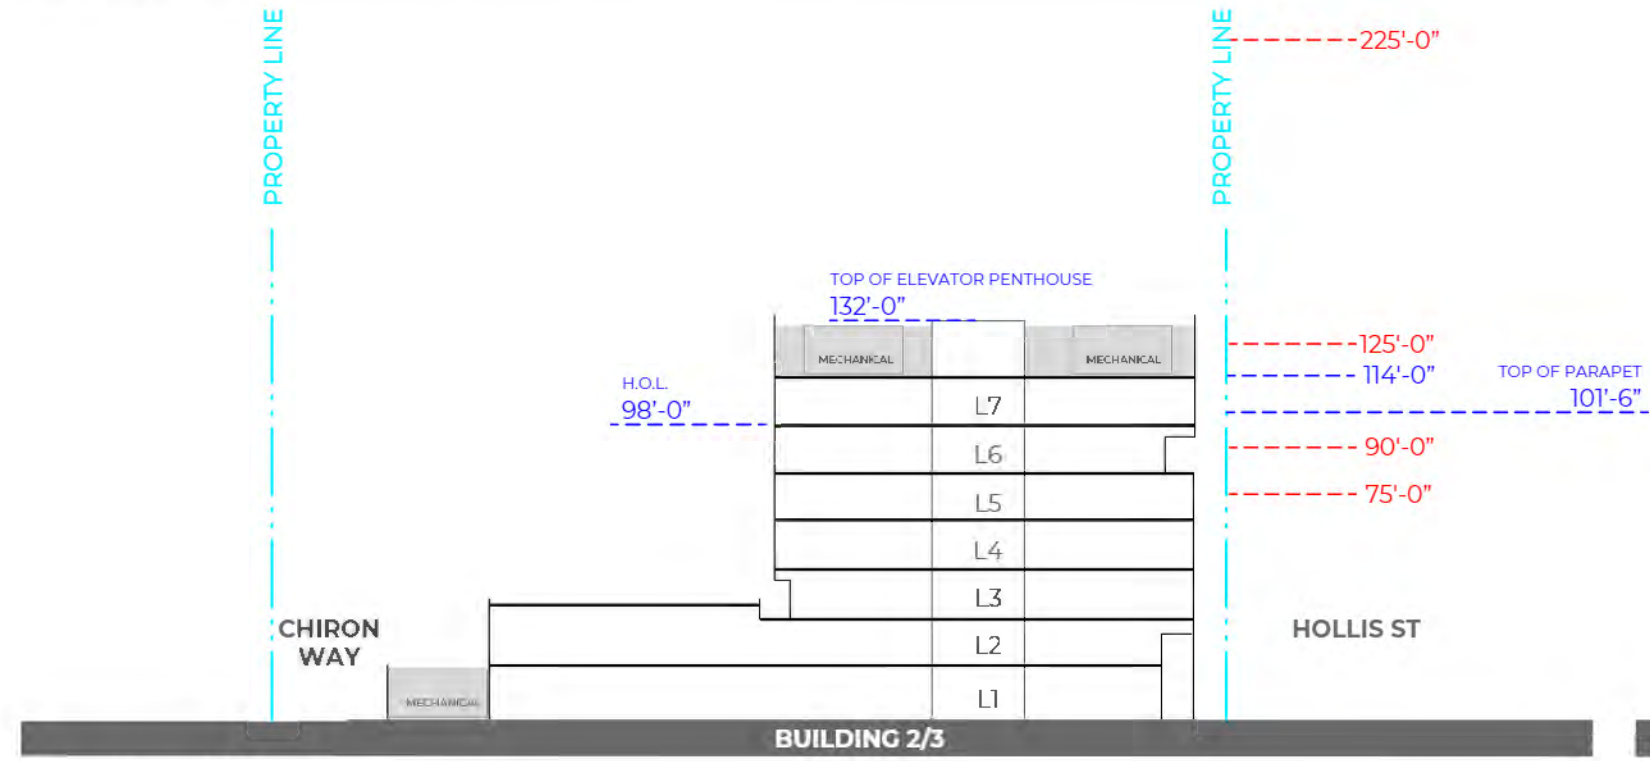 PROPERTY LINE
PROPERTY LINE
225'-0”
TOP OF ELEVATOR PENTHOUSE
132'-0”
MECHANICAL
MECHANICAL
125'-0”
114'-0”
TOP OF PARAPET
101'-6”
H.O.L.
98’-0”
L7
90'-0”
L6
75'-0”
L5
L4
L3
CHIRON
WAY
HOLLIS ST
L2
MECHANICAL
L1
BUILDING 2/3